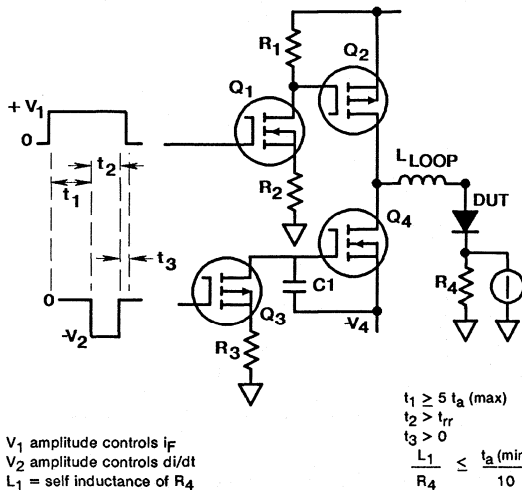 R1
Q2
Q1
+V1
0
t2
t1
R2
LLOOP
DUT
Q4
t3
0
C1
R4
-V2
Q3
-V4
R3
t1 ≥ 5 ta (max)
t2 > trr
t3 > 0
L1 / R4 ≤ ta (min / 10
V1 amplitude controls iF
V2 amplitude controls di/dt
L1 = self inductance of R4